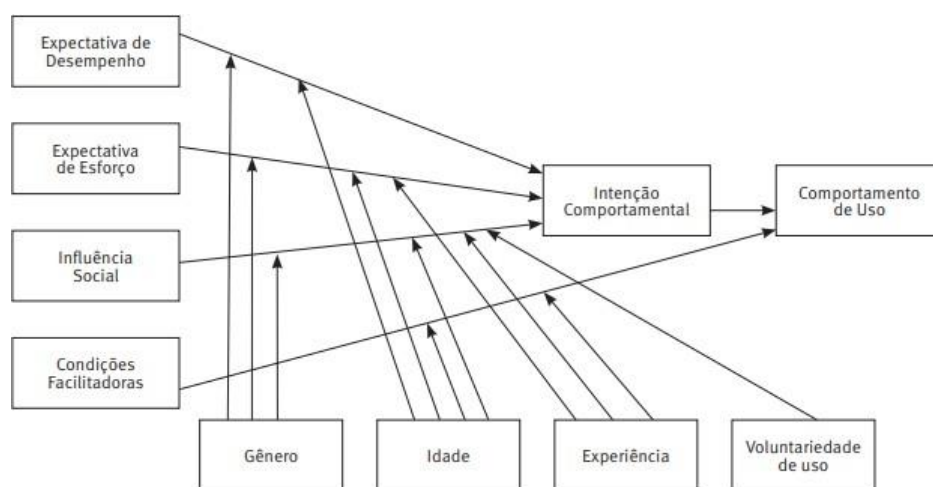 Expectativa de
Desempenho
Expectativa
de Esforço
Intenção
Comportamental
Comportamento
de Uso
Influência
Social
Condições
Facilitadoras
Gênero
Idade
Experiência
Voluntariedade
de uso